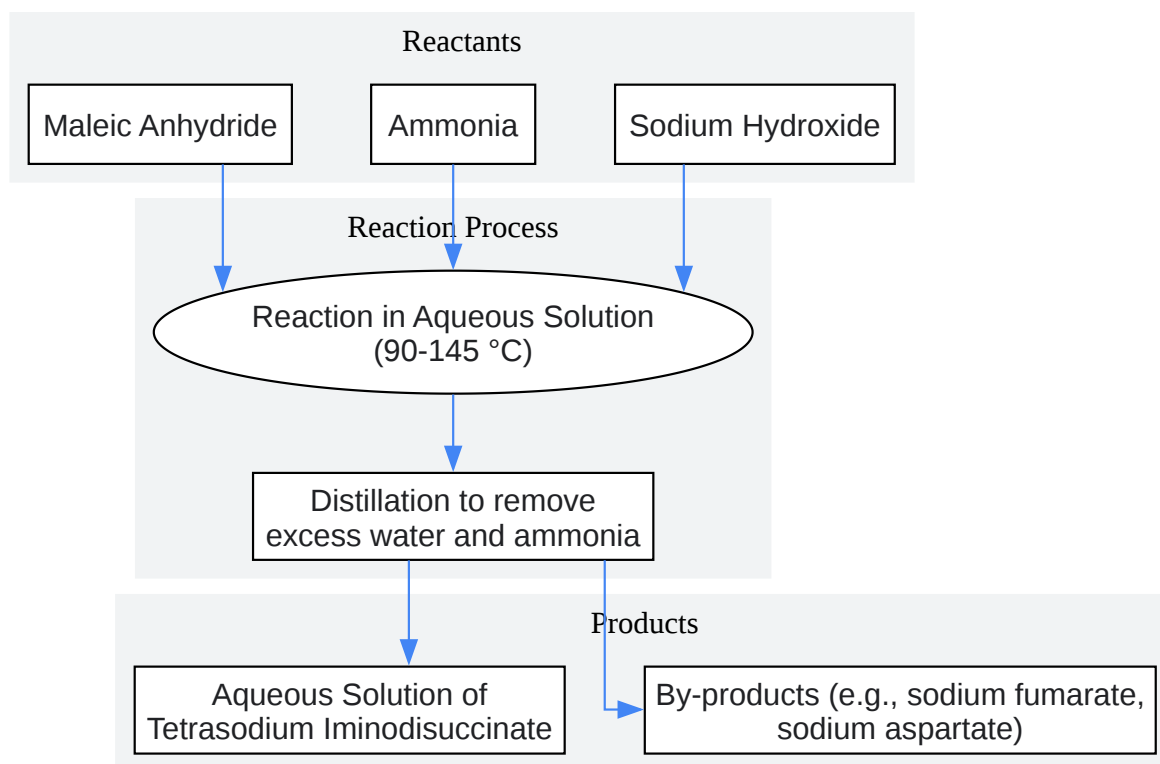 Reactants
Maleic Anhydride
Ammonia
Sodium Hydroxide
Reaction Process
Reaction in Aqueous Solution
(90-145 °C)
Distillation to remove
excess water and ammonia
Products
Aqueous Solution of
Tetrasodium Iminodisuccinate
By-products (e.g., sodium fumarate,
sodium aspartate)